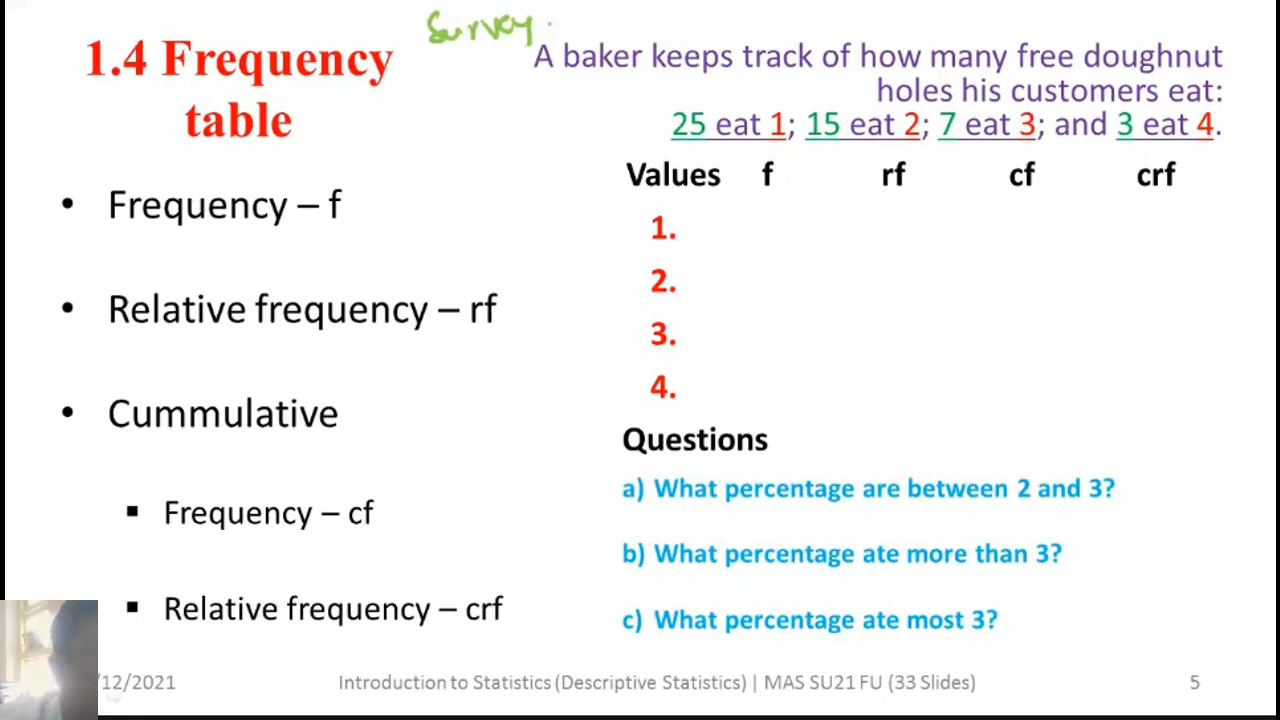 Survey.
1.4 Frequency
table
• Frequency – f
• Relative frequency – rf
• Cummulative
▪ Frequency – cf
▪ Relative frequency – crf
A baker keeps track of how many free doughnut
holes his customers eat:
25 eat 1; 15 eat 2; 7 eat 3; and 3 eat 4.
Values f rf cf crf
1.
2.
3.
4.
Questions
a) What percentage are between 2 and 3?
b) What percentage ate more than 3?
c) What percentage ate most 3?
/12/2021
Introduction to Statistics (Descriptive Statistics) | MAS SU21 FU (33 Slides)
5